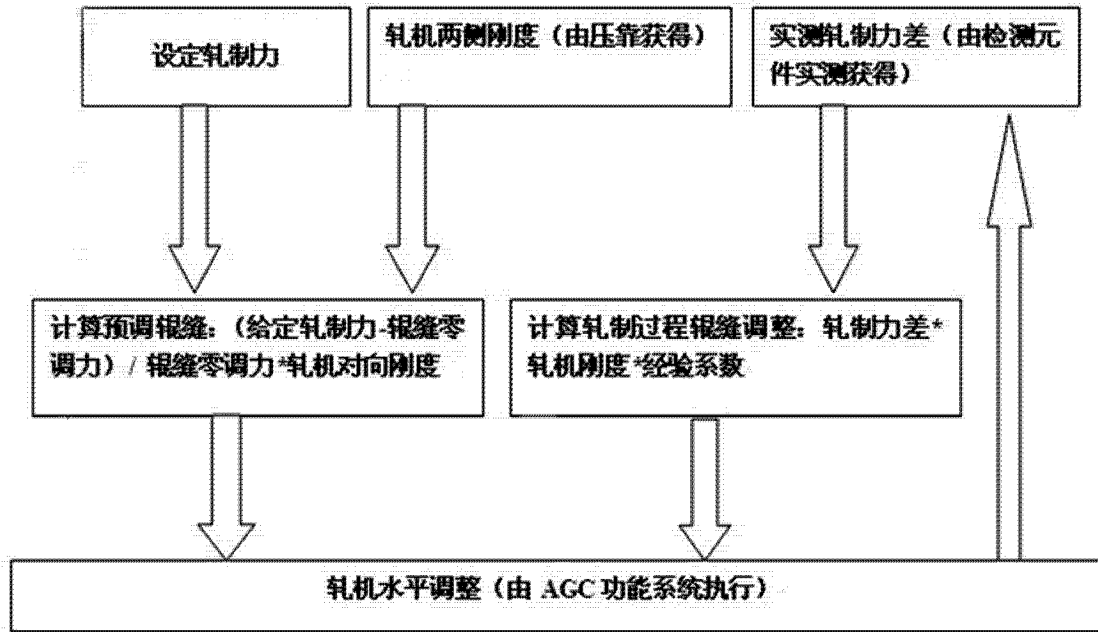 设定轧制力
轧机两侧刚度（由压靠获得）
实测轧制力差（由检测元
件实测获得）
计算预调辊缝：（给定轧制力-辊缝零
调力）/ 辊缝零调力*轧机对向刚度
计算轧制过程辊缝调整：轧制力差*
轧机刚度*经验系数
轧机水平调整（由 AGC 功能系统执行）